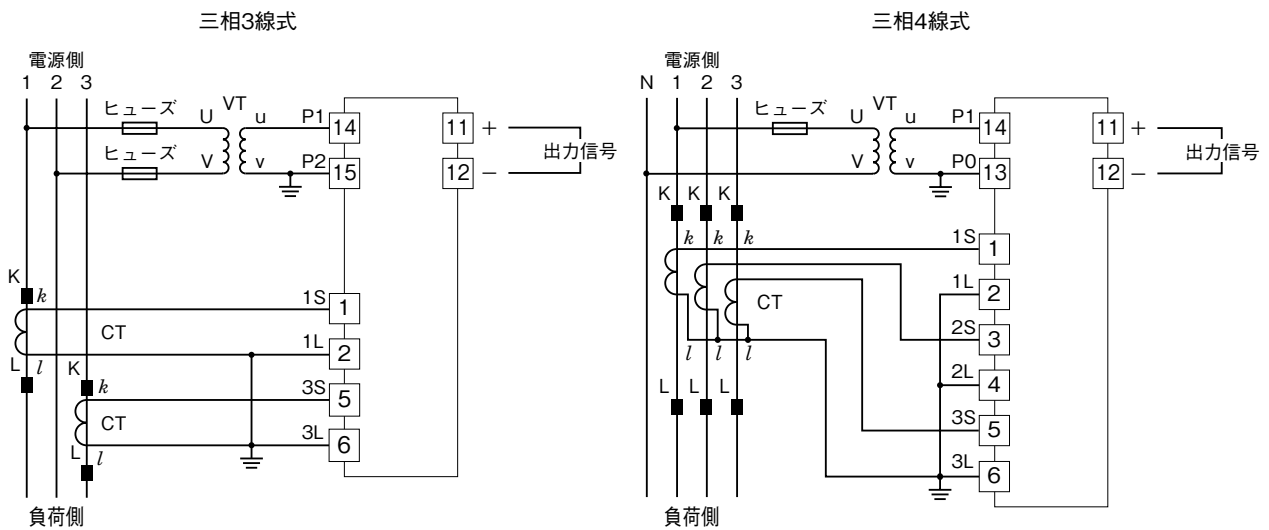 三相3線式
電源側
1 2 3
ヒューズ U VT u P1 14 11 +
出力信号
ヒューズ V v P2 15 12 −
K
k 1S 1
CT
L l 1L 2
K
k 3S 5
CT
L l 3L 6
負荷側
三相4線式
電源側
N 1 2 3
ヒューズ U VT u P1 14 11 +
出力信号
V v P0 13 12 −
K K K
k k k 1S 1
1L 2
CT
2S 3
l l l
2L 4
L L L
3S 5
3L 6
負荷側